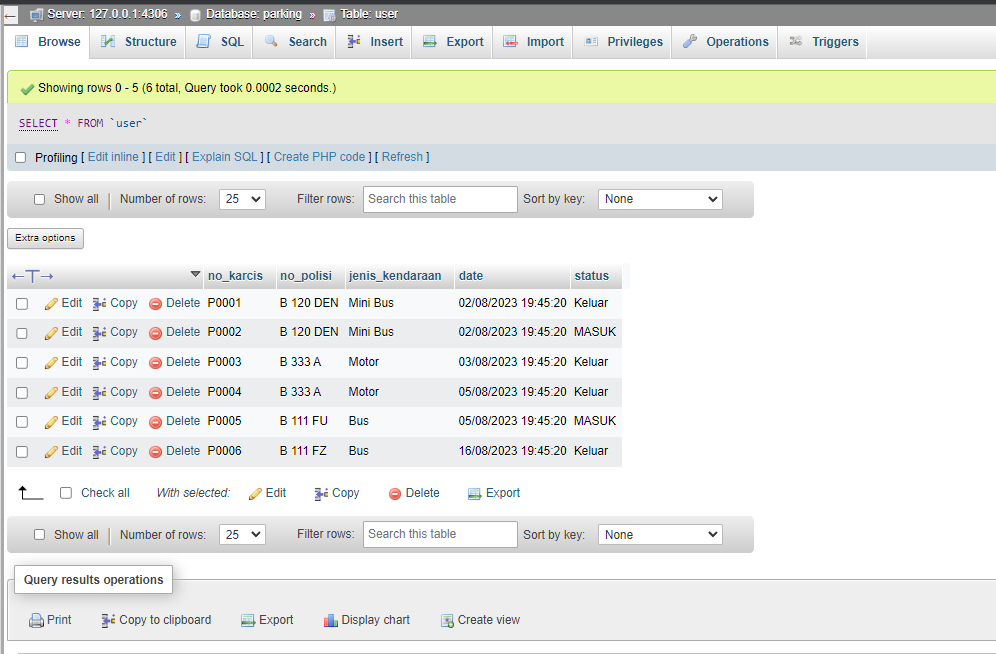 Server: 127.0.0.1:4306 » Database: parking » Table: user
Browse Structure SQL Search Insert Export Import Privileges Operations Triggers
Showing rows 0 - 5 (6 total, Query took 0.0002 seconds.)
SELECT * FROM `user`
Profiling [ Edit inline ] [ Edit ] [ Explain SQL ] [ Create PHP code ] [ Refresh ]
Show all Number of rows: 25 Filter rows: Search this table Sort by key: None
Extra options
←T→ no_karcis no_polisi jenis_kendaraan date status
Edit Copy Delete P0001 B 120 DEN Mini Bus 02/08/2023 19:45:20 Keluar
Edit Copy Delete P0002 B 120 DEN Mini Bus 02/08/2023 19:45:20 MASUK
Edit Copy Delete P0003 B 333 A Motor 03/08/2023 19:45:20 Keluar
Edit Copy Delete P0004 B 333 A Motor 05/08/2023 19:45:20 Keluar
Edit Copy Delete P0005 B 111 FU Bus 05/08/2023 19:45:20 MASUK
Edit Copy Delete P0006 B 111 FZ Bus 16/08/2023 19:45:20 Keluar
Check all With selected: Edit Copy Delete Export
Show all Number of rows: 25 Filter rows: Search this table Sort by key: None
Query results operations
Print Copy to clipboard Export Display chart Create view